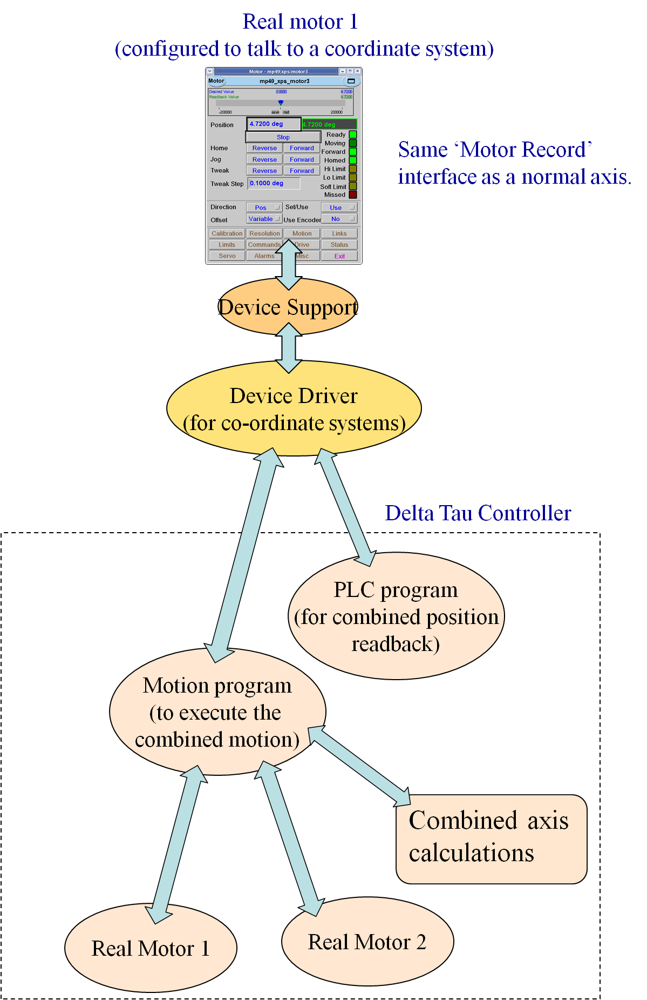 Real motor 1
(configured to talk to a coordinate system)
Motor - mp49:xps:motor3
Motor mp49_xps_motor3
Desired Value 0.0000 4.7200
Readback Value 4.7200
-200000 save rest 200000
Position 4.7200 deg 4.7200 deg
Stop Ready
Moving
Home Reverse Forward Forward
Jog Reverse Forward Homed
Tweak Reverse Forward Hi Limit
Lo Limit
Tweak Step 0.1000 deg Soft Limit
Missed
Direction Pos Set/Use Use
Offset Variable Use Encoder No
Calibration Resolution Motion Links
Limits Commands Drive Status
Servo Alarms Misc Exit
Same ‘Motor Record’
interface as a normal axis.
Device Support
Device Driver
(for co-ordinate systems)
Delta Tau Controller
PLC program
(for combined position
readback)
Motion program
(to execute the
combined motion)
Combined axis
calculations
Real Motor 1
Real Motor 2